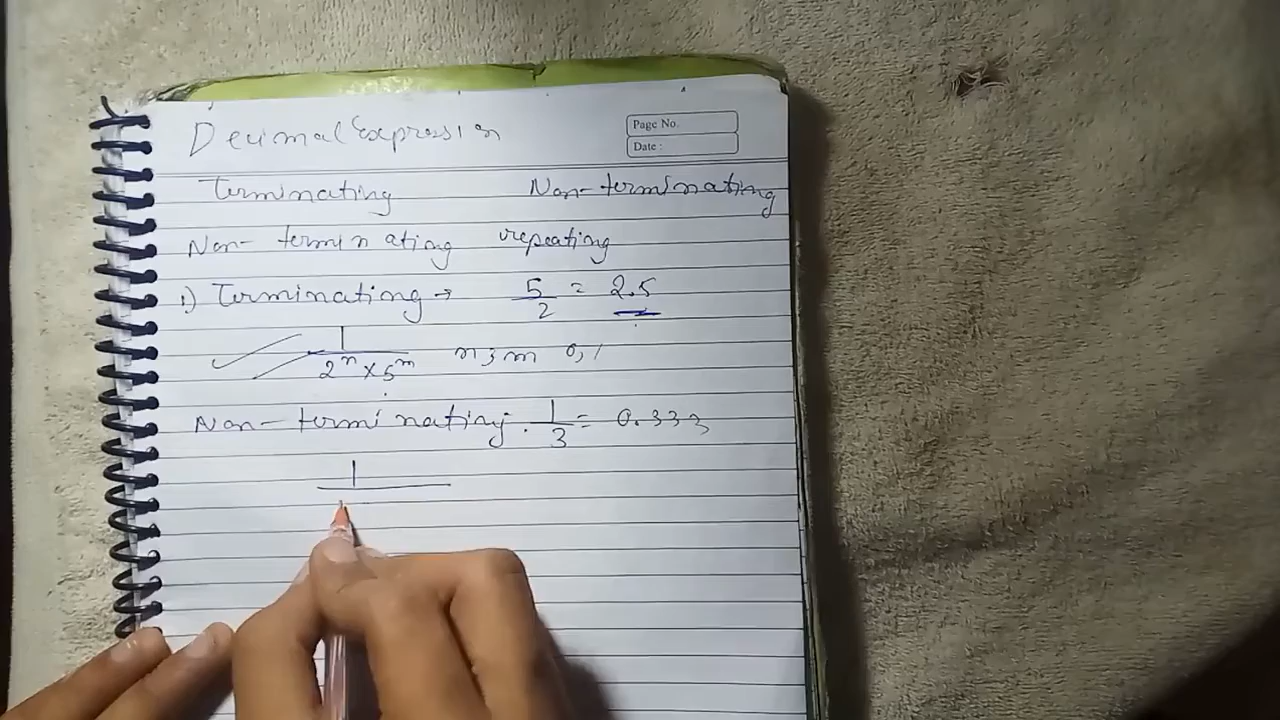 Decimal Expression
Page No.
Date :
Terminating Non-terminating
Non-terminating repeating
1) Terminating → 5/2 = 2.5
1/2ⁿ × 5ᵐ n, m 0, 1
Non-terminating: 1/3 = 0.333
1